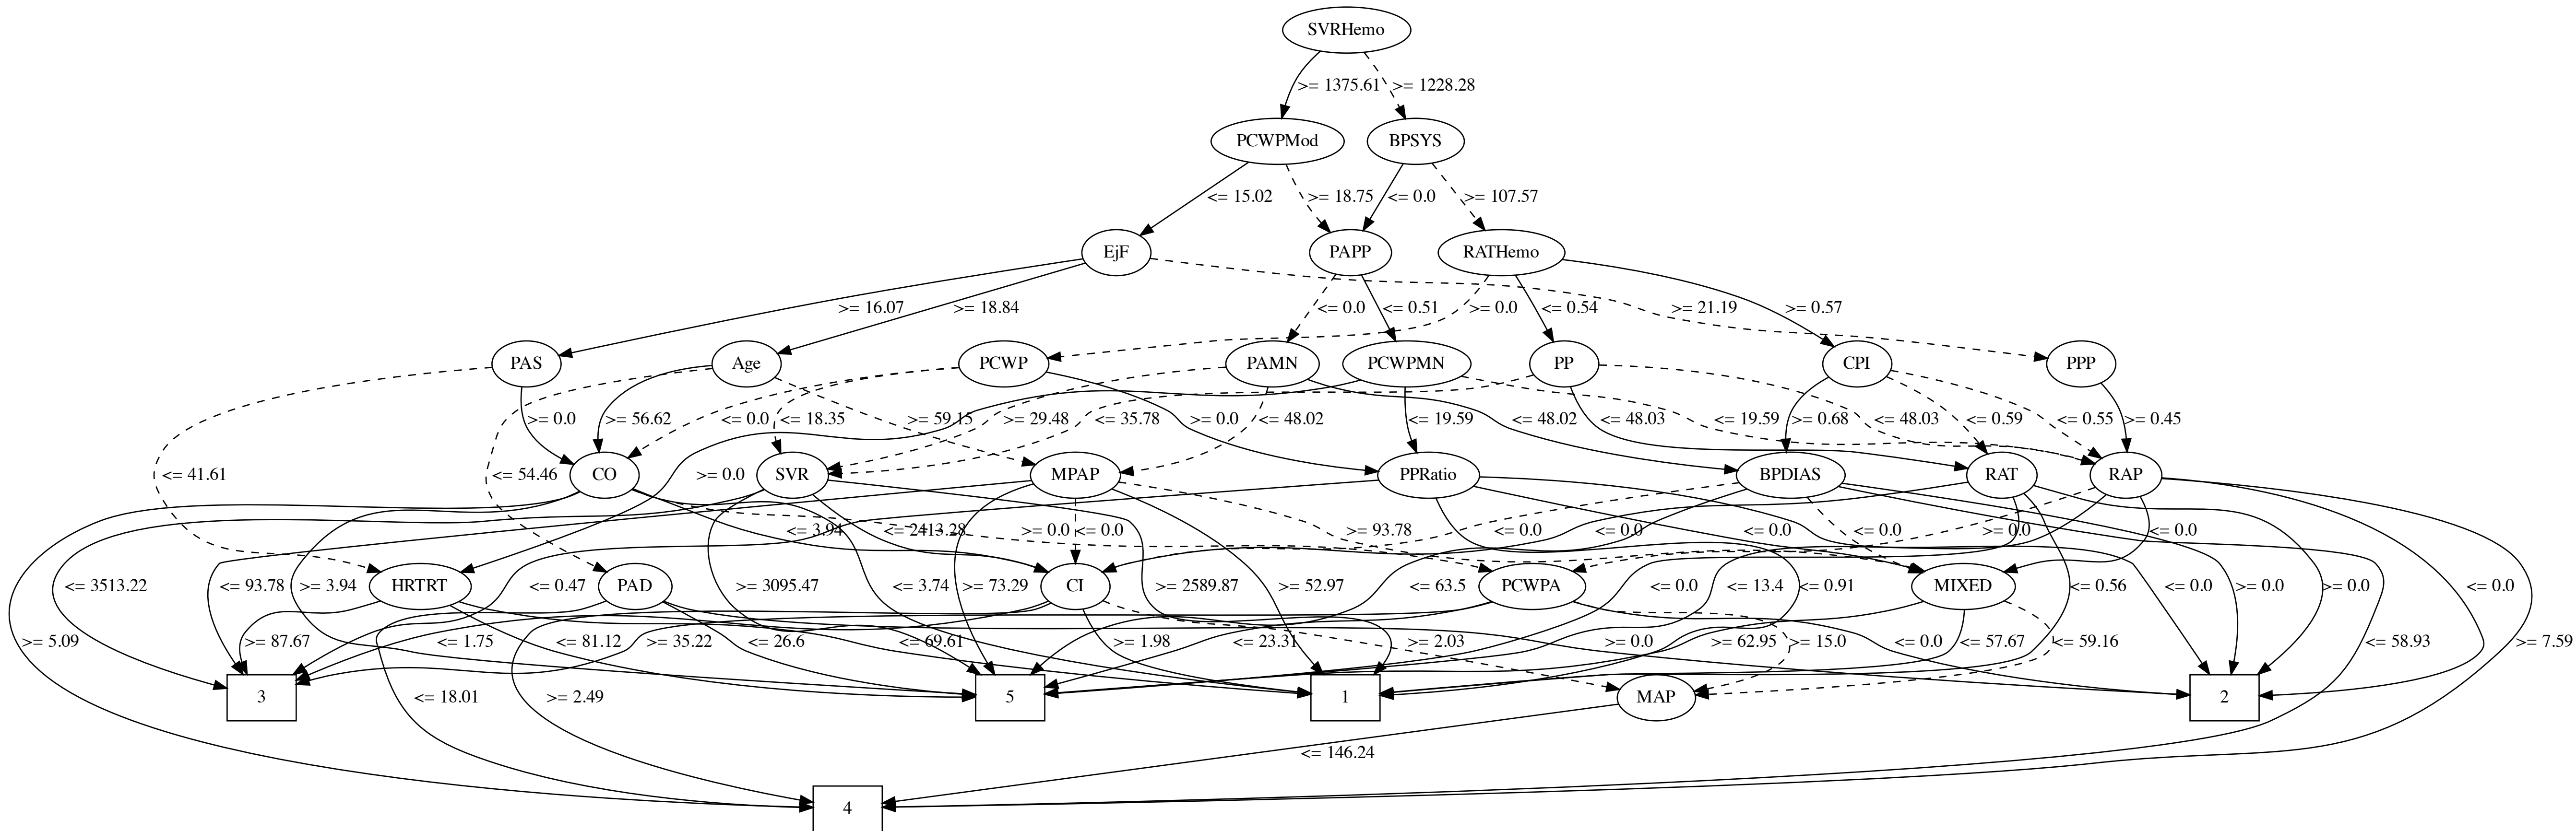 SVRHemo
>= 1375.61 >= 1228.28
PCWPMod BPSYS
<= 15.02 >= 18.75 <= 0.0 >= 107.57
EjF PAPP RATHemo
>= 16.07 >= 18.84 <= 0.0 <= 0.51 >= 0.0 <= 0.54 >= 21.19 >= 0.57
PAS Age PCWP PAMN PCWPMN PP CPI PPP
>= 0.0 >= 56.62 <= 0.0 <= 18.35 >= 59.15 >= 29.48 <= 35.78 >= 0.0 <= 48.02 <= 19.59 <= 48.02 <= 48.03 <= 19.59 >= 0.68 <= 48.03 <= 0.59 <= 0.55 >= 0.45
<= 41.61 <= 54.46 CO >= 0.0 SVR MPAP PPRatio BPDIAS RAT RAP
<= 3.94 <= 2413.28 >= 0.0 <= 0.0 >= 93.78 <= 0.0 <= 0.0 <= 0.0 <= 0.0 >= 0.0 <= 0.0
<= 3513.22 <= 93.78 >= 3.94 HRTRT <= 0.47 PAD >= 3095.47 <= 3.74 >= 73.29 CI >= 2589.87 >= 52.97 <= 63.5 PCWPA <= 0.0 <= 13.4 <= 0.91 MIXED <= 0.56 <= 0.0 >= 0.0 >= 0.0 <= 0.0
>= 5.09 >= 87.67 <= 1.75 <= 81.12 >= 35.22 <= 26.6 <= 69.61 >= 1.98 <= 23.31 >= 2.03 >= 0.0 >= 62.95 >= 15.0 <= 0.0 <= 57.67 <= 59.16 <= 58.93 >= 7.59
3 <= 18.01 >= 2.49 5 1 MAP 2
<= 146.24
4